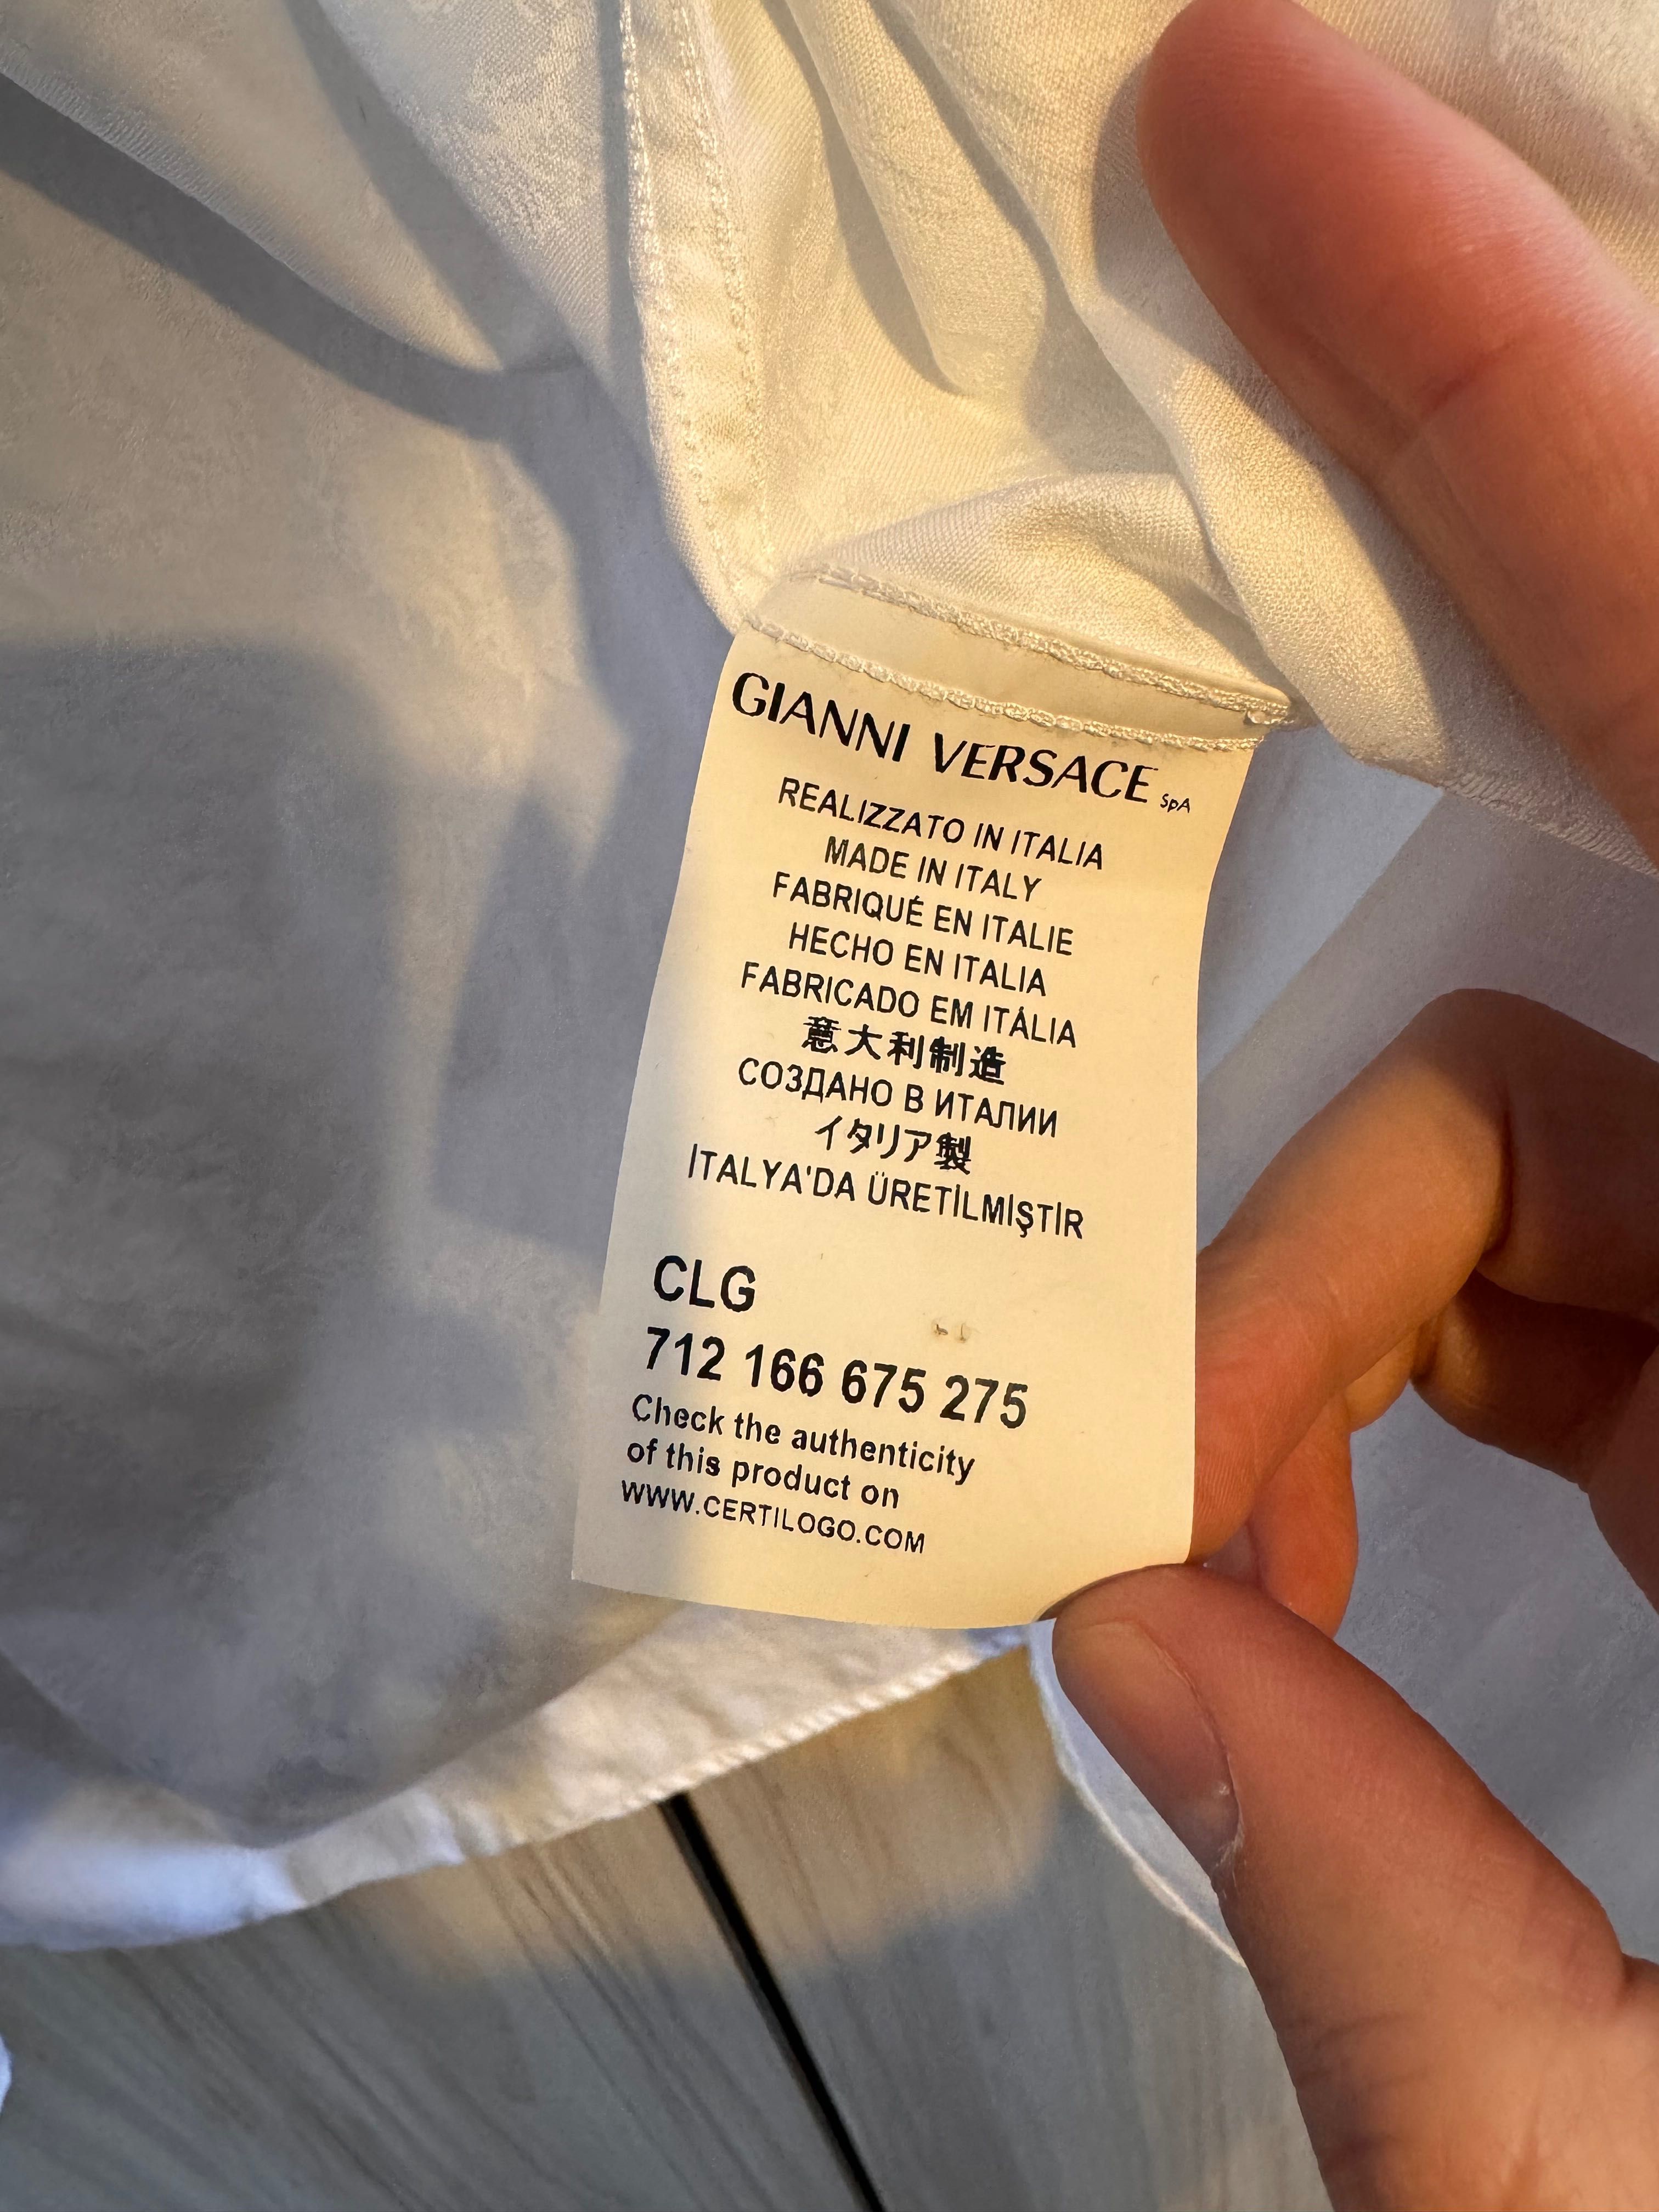 GIANNI VERSACE SpA
REALIZZATO IN ITALIA
MADE IN ITALY
FABRIQUÉ EN ITALIE
HECHO EN ITALIA
FABRICADO EM ITÁLIA
意大利制造
СОЗДАНО В ИТАЛИИ
イタリア製
İTALYA'DA ÜRETİLMİŞTİR
CLG
712 166 675 275
Check the authenticity
of this product on
WWW.CERTILOGO.COM